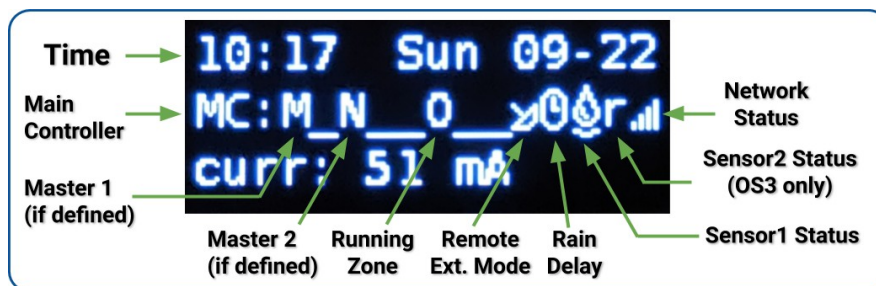 Time
10:17 Sun 09-22
Main
Controller
MC:M_N___O___r
Network
Status
curr: 51 mA
Master 1
(if defined)
Sensor2 Status
(OS3 only)
Master 2
(if defined)
Running
Zone
Remote
Ext. Mode
Rain
Delay
Sensor1 Status